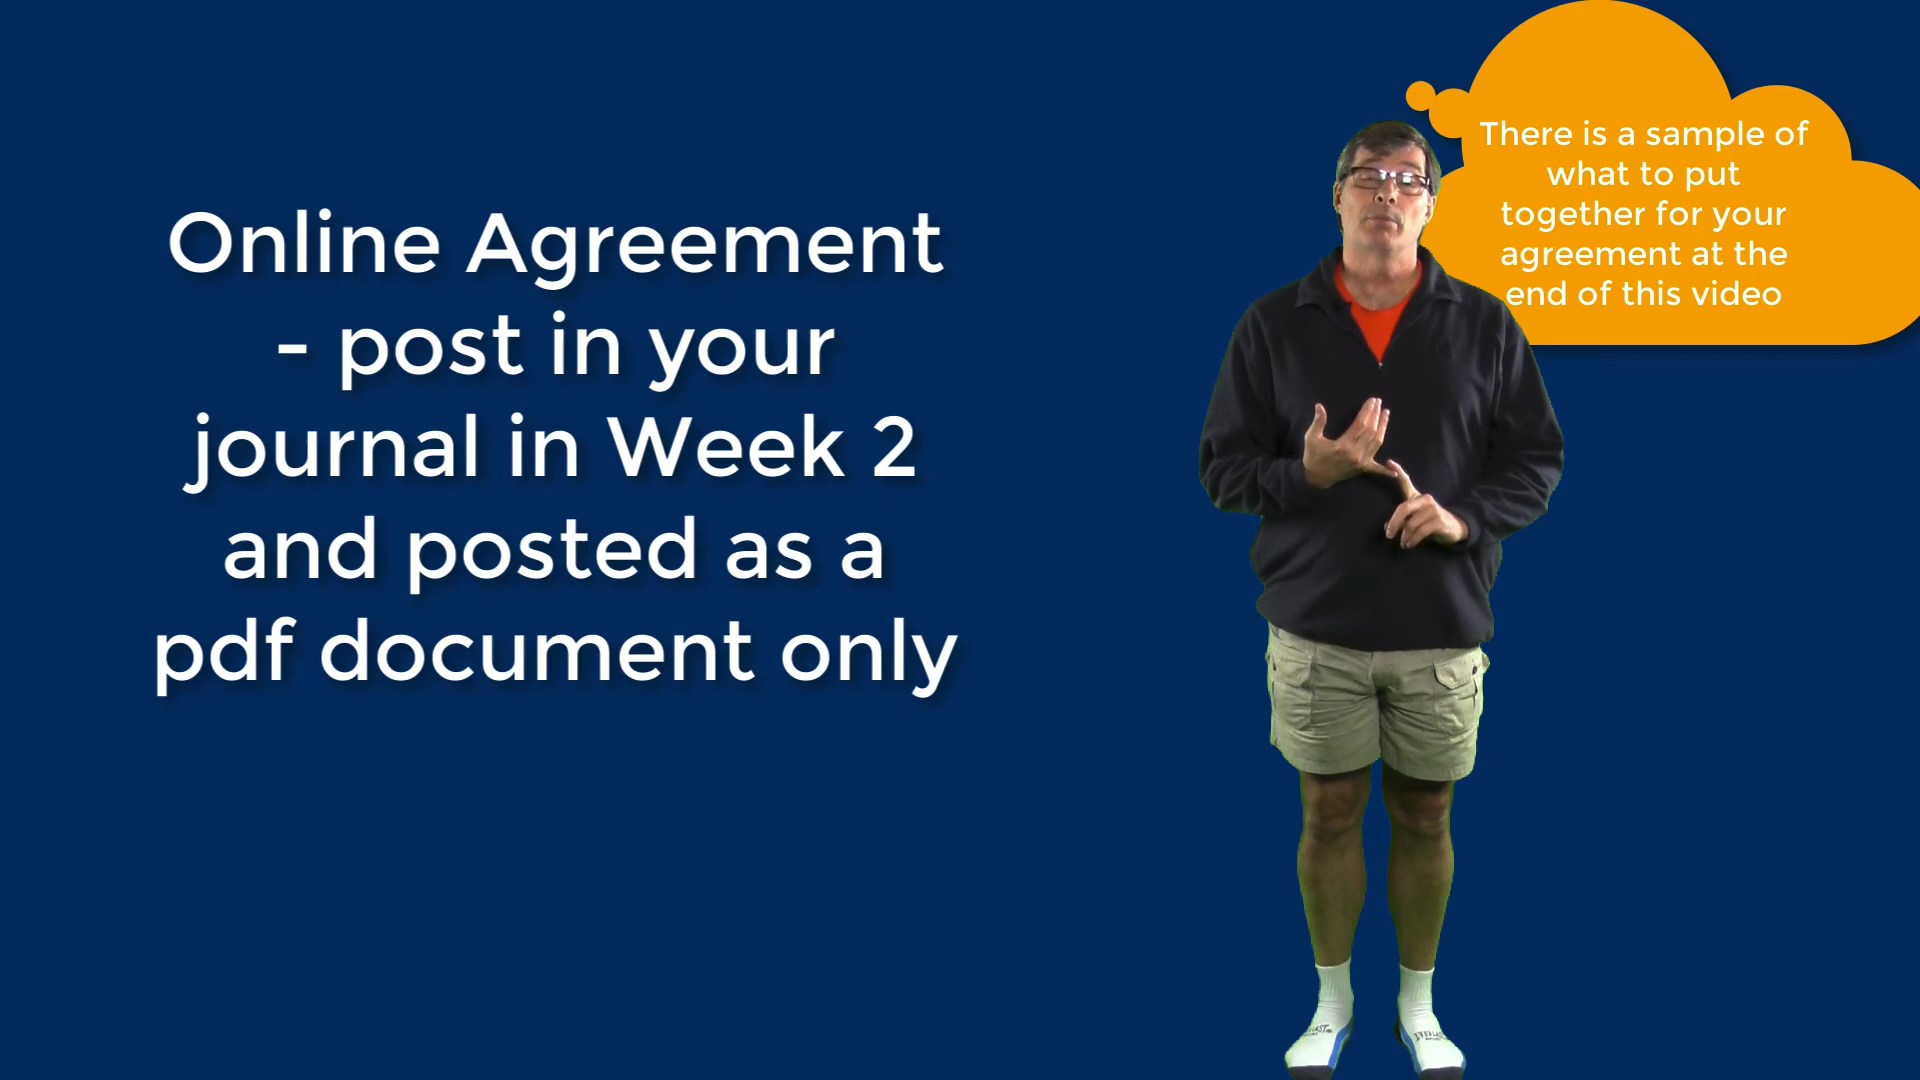 Online Agreement
- post in your
journal in Week 2
and posted as a
pdf document only
There is a sample of
what to put
together for your
agreement at the
end of this video